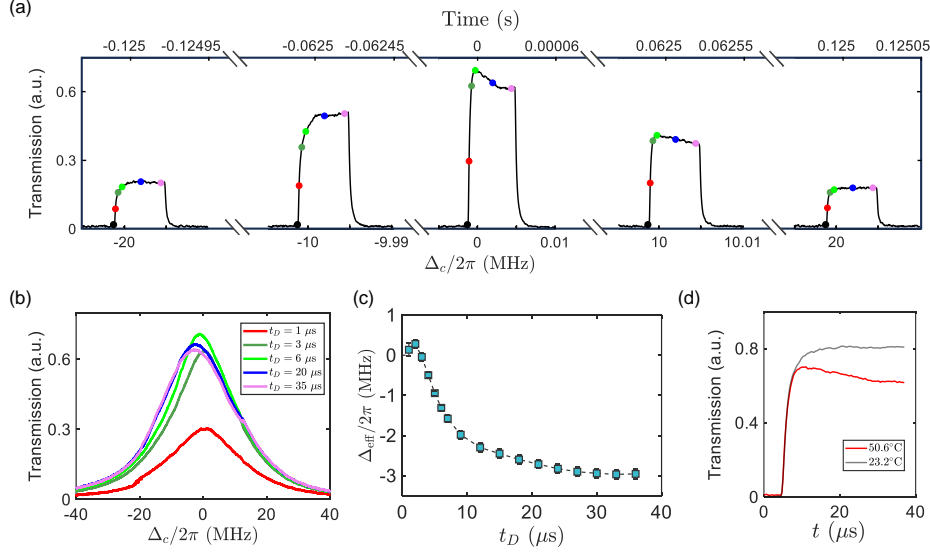 (a)
Time (s)
-0.125 -0.12495 -0.0625 -0.06245 0 0.00006 0.0625 0.06255 0.125 0.12505
Transmission (a.u.)
0.6
0.3
0
-20 -10 -9.99 0 0.01 10 10.01 20
Δc/2π (MHz)
(b)
Transmission (a.u.)
0.6
0.3
0
-40 -20 0 20 40
Δc/2π (MHz)
tD = 1 μs
tD = 3 μs
tD = 6 μs
tD = 20 μs
tD = 35 μs
(c)
Δeff/2π (MHz)
1
0
-1
-2
-3
0 10 20 30 40
tD (μs)
(d)
Transmission (a.u.)
0.8
0.4
0
0 20 40
t (μs)
50.6°C
23.2°C